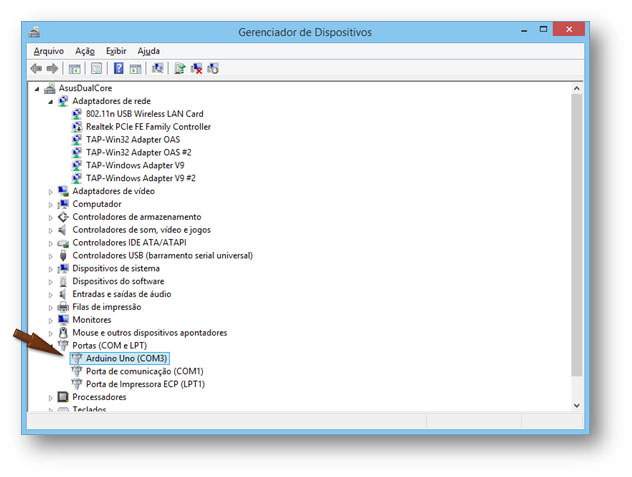 Gerenciador de Dispositivos
Arquivo Ação Exibir Ajuda
AsusDualCore
Adaptadores de rede
802.11n USB Wireless LAN Card
Realtek PCIe FE Family Controller
TAP-Win32 Adapter OAS
TAP-Win32 Adapter OAS #2
TAP-Windows Adapter V9
TAP-Windows Adapter V9 #2
Adaptadores de vídeo
Computador
Controladores de armazenamento
Controladores de som, vídeo e jogos
Controladores IDE ATA/ATAPI
Controladores USB (barramento serial universal)
Dispositivos de sistema
Dispositivos do software
Entradas e saídas de áudio
Filas de impressão
Monitores
Mouse e outros dispositivos apontadores
Portas (COM e LPT)
Arduino Uno (COM3)
Porta de comunicação (COM1)
Porta de Impressora ECP (LPT1)
Processadores
Teclados